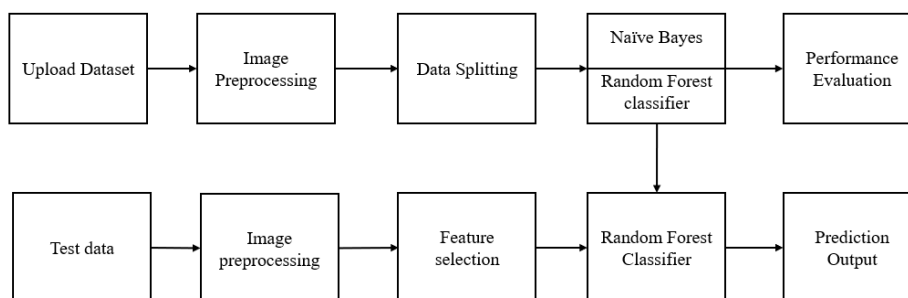 Upload Dataset
Image
Preprocessing
Data Splitting
Naïve Bayes
Random Forest
classifier
Performance
Evaluation
Test data
Image
preprocessing
Feature
selection
Random Forest
Classifier
Prediction
Output